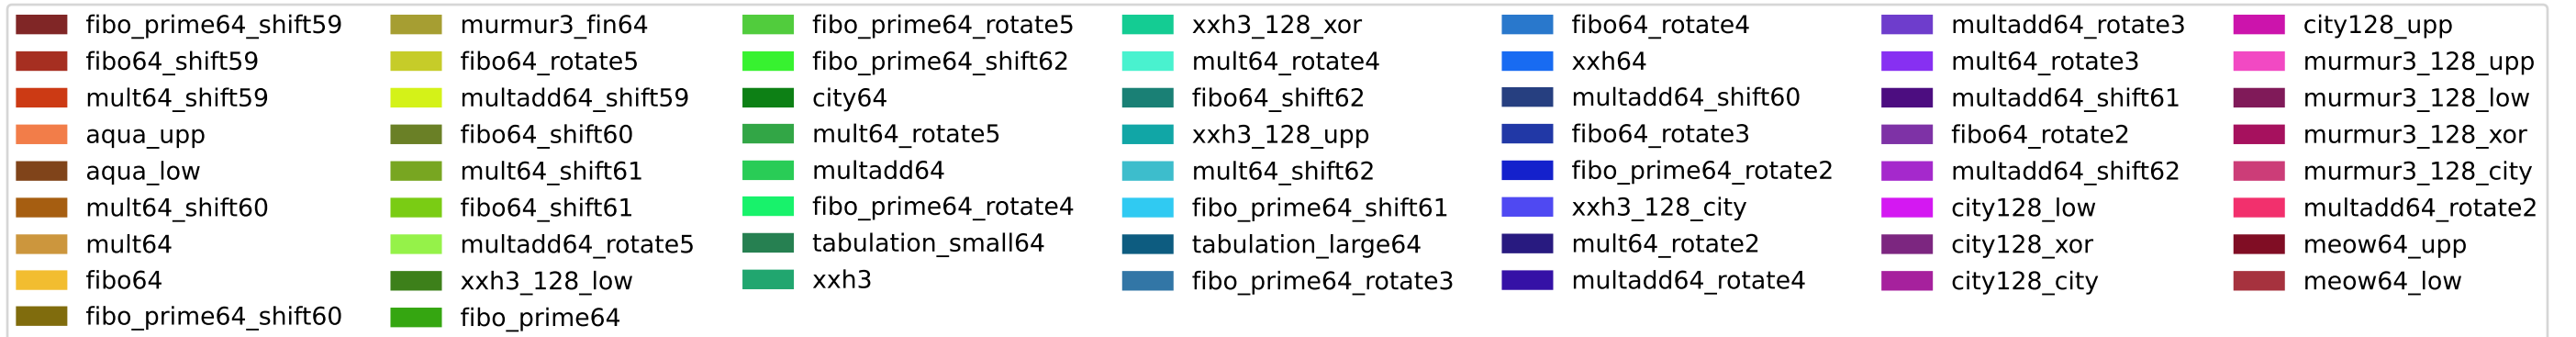 fibo_prime64_shift59
fibo64_shift59
mult64_shift59
aqua_upp
aqua_low
mult64_shift60
mult64
fibo64
fibo_prime64_shift60
murmur3_fin64
fibo64_rotate5
multadd64_shift59
fibo64_shift60
mult64_shift61
fibo64_shift61
multadd64_rotate5
xxh3_128_low
fibo_prime64
fibo_prime64_rotate5
fibo_prime64_shift62
city64
mult64_rotate5
multadd64
fibo_prime64_rotate4
tabulation_small64
xxh3
xxh3_128_xor
mult64_rotate4
fibo64_shift62
xxh3_128_upp
mult64_shift62
fibo_prime64_shift61
tabulation_large64
fibo_prime64_rotate3
fibo64_rotate4
xxh64
multadd64_shift60
fibo64_rotate3
fibo_prime64_rotate2
xxh3_128_city
mult64_rotate2
multadd64_rotate4
multadd64_rotate3
mult64_rotate3
multadd64_shift61
fibo64_rotate2
multadd64_shift62
city128_low
city128_xor
city128_city
city128_upp
murmur3_128_upp
murmur3_128_low
murmur3_128_xor
murmur3_128_city
multadd64_rotate2
meow64_upp
meow64_low